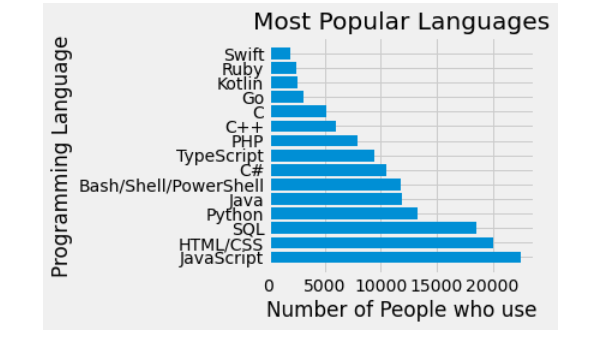 Most Popular Languages
Programming Language
Swift
Ruby
Kotlin
Go
C
C++
PHP
TypeScript
C#
Bash/Shell/PowerShell
Java
Python
SQL
HTML/CSS
JavaScript
0 5000 10000 15000 20000
Number of People who use